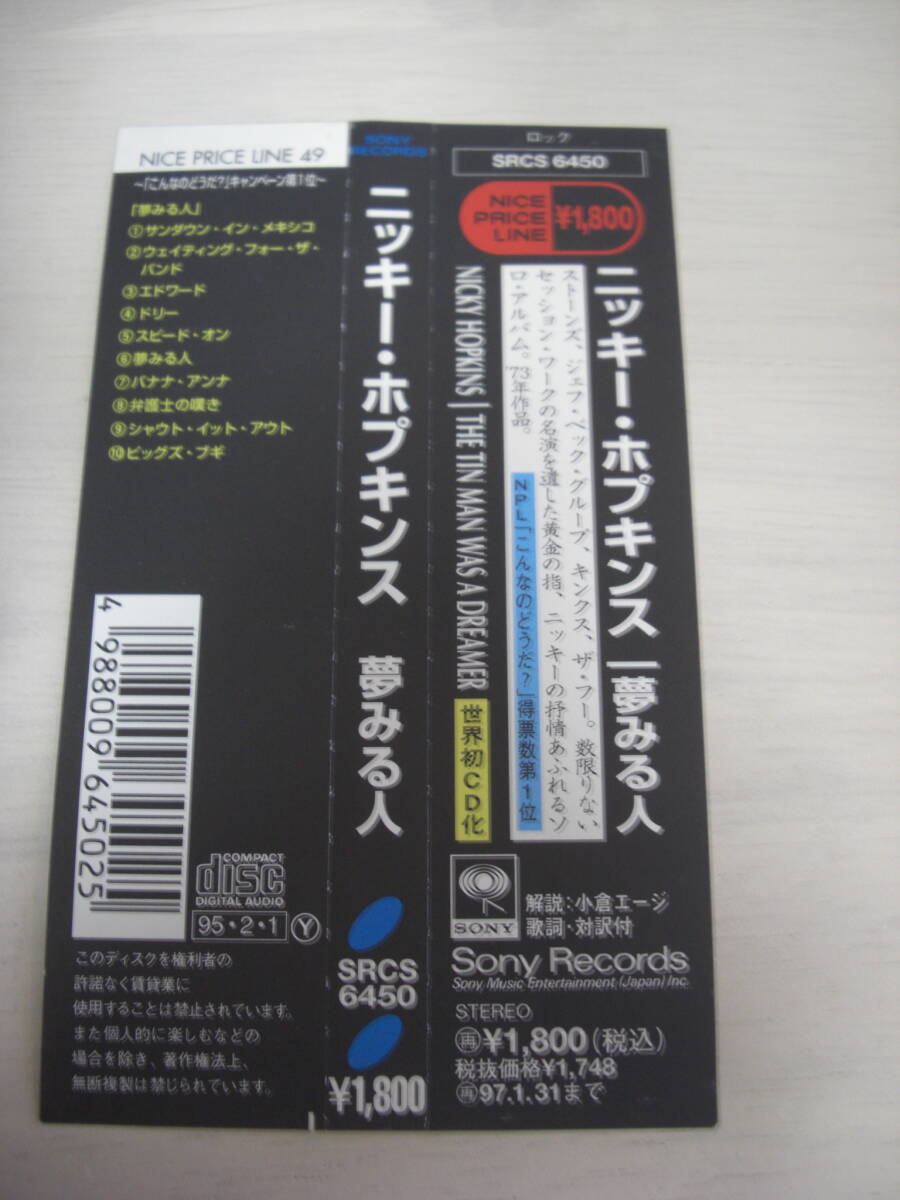 NICE PRICE LINE 49
〜「こんなのどうだ?」キャンペーン第1位〜
「夢みる人」
①サンダウン・イン・メキシコ
②ウェイティング・フォー・ザ・
バンド
③エドワード
④ドリー
⑤スピード・オン
⑥夢みる人
⑦バナナ・アンナ
⑧弁護士の嘆き
⑨シャウト・イット・アウト
⑩ピッグズ・ブギ
4 988009 645025
COMPACT
disc
DIGITAL AUDIO
95・2・1 Y
このディスクを権利者の
許諾なく賃貸業に
使用することは禁止されています。
また個人的に楽しむなどの
場合を除き、著作権法上、
無断複製は禁じられています。
SONY
RECORDS
ニッキー・ホプキンス 夢みる人
SRCS
6450
¥1,800
ロック
SRCS 6450
NICE
PRICE
LINE
¥1,800
ニッキー・ホプキンス|夢みる人
ストーンズ、ジェフ・ベック・グループ、キンクス、ザ・フー。数限りない
セッション・ワークの名演を遺した黄金の指、ニッキーの抒情あふれるソ
ロ・アルバム。'73年作品。
NPL「こんなのどうだ?」得票数第1位
NICKY HOPKINS | THE TIN MAN WAS A DREAMER
世界初CD化
SONY
解説:小倉エージ
歌詞・対訳付
Sony Records
Sony Music Entertainment (Japan) Inc.
STEREO
再¥1,800(税込)
税抜価格¥1,748
再97.1.31まで